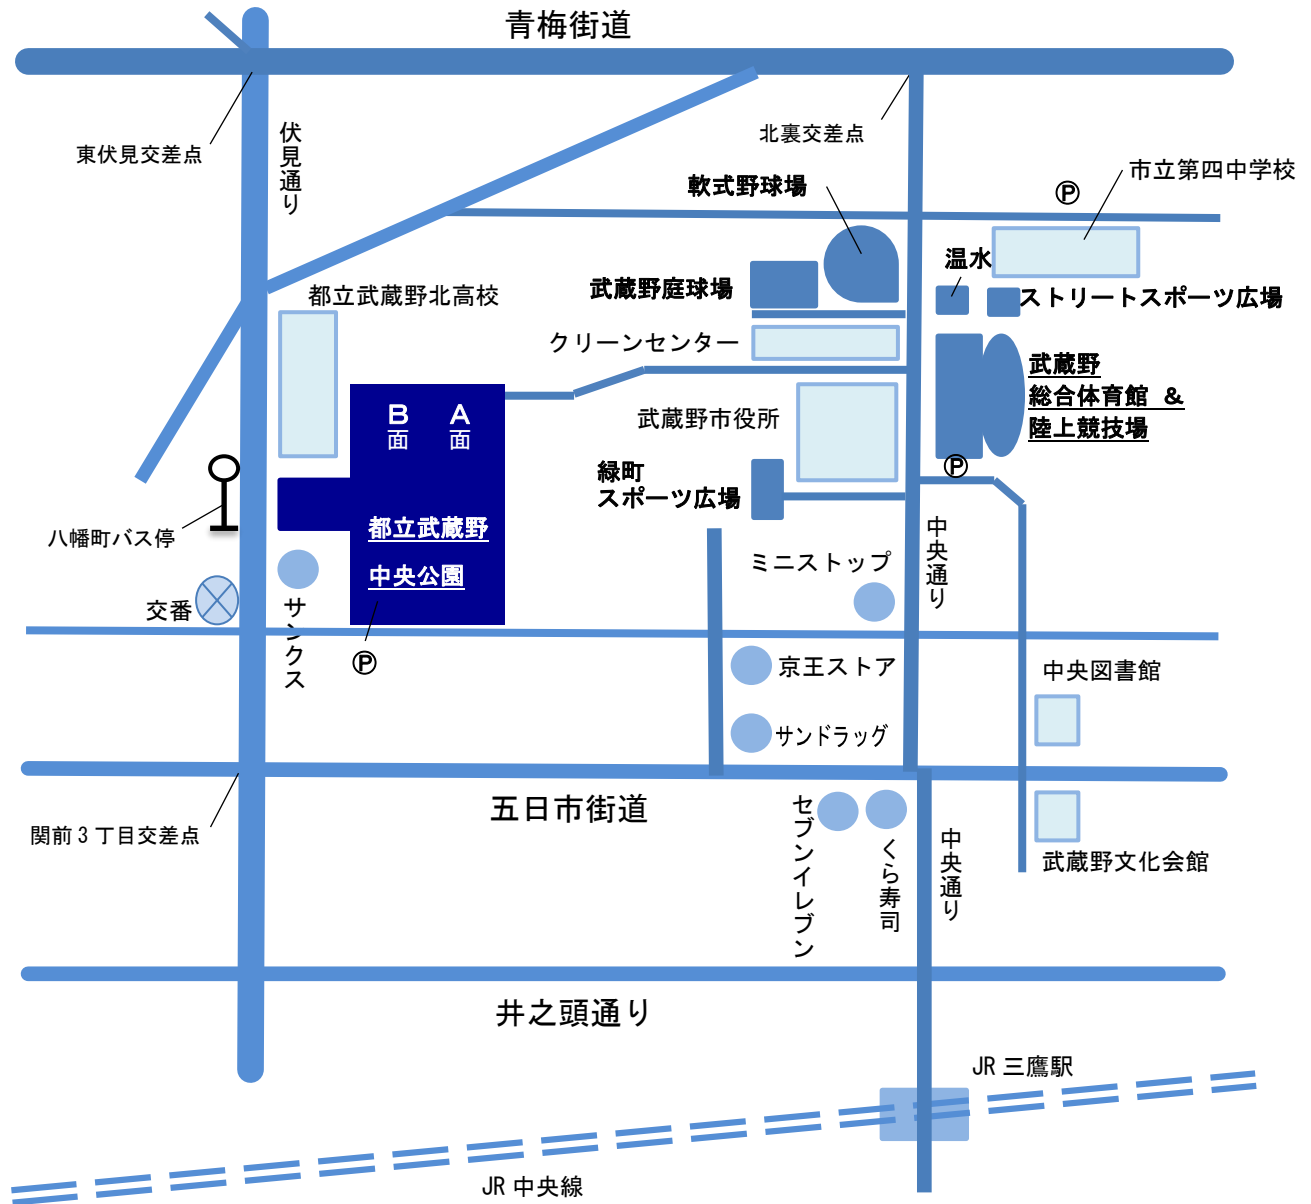 青梅街道
東伏見交差点
伏見通り
北裏交差点
市立第四中学校
Ⓟ
軟式野球場
温水
武蔵野庭球場
ストリートスポーツ広場
都立武蔵野北高校
クリーンセンター
武蔵野
総合体育館 &
陸上競技場
B面
A面
武蔵野市役所
Ⓟ
緑町
スポーツ広場
都立武蔵野
中央公園
八幡町バス停
中央通り
ミニストップ
交番
サンクス
Ⓟ
京王ストア
中央図書館
サンドラッグ
五日市街道
関前3丁目交差点
セブンイレブン
くら寿司
中央通り
武蔵野文化会館
井之頭通り
JR三鷹駅
JR中央線